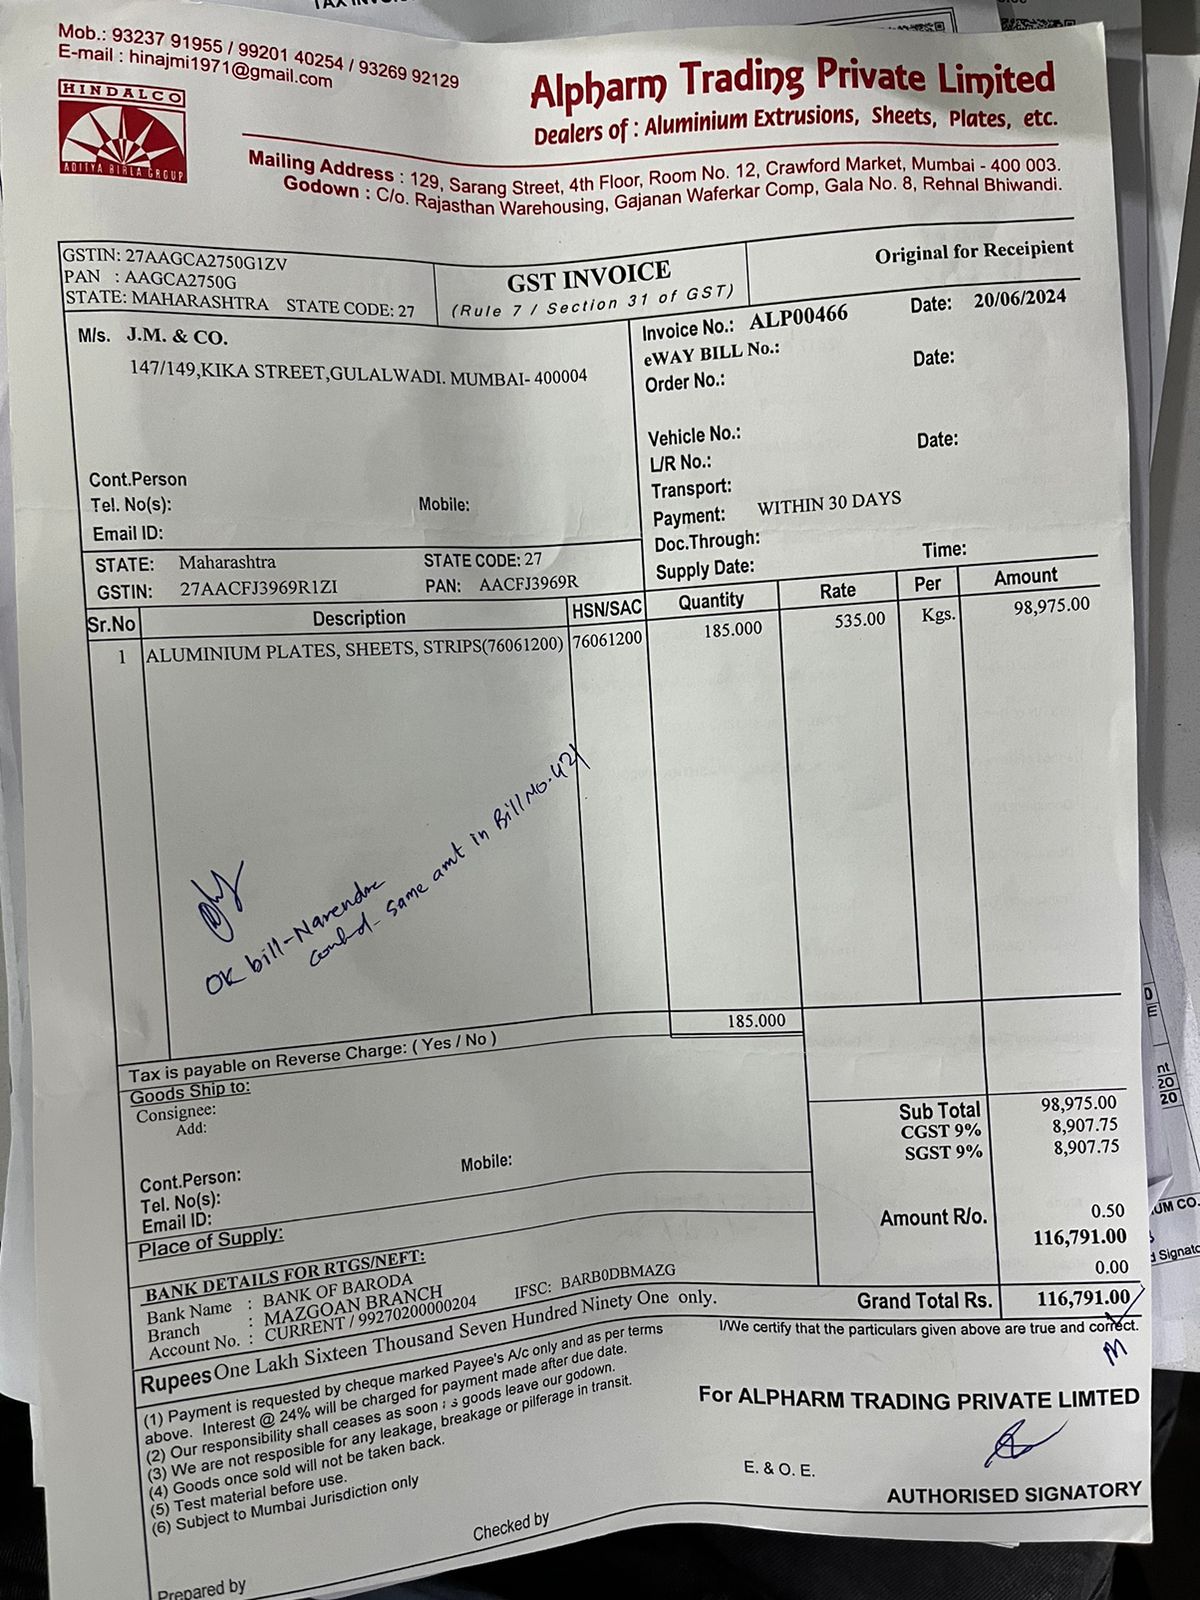 Mob.: 93237 91955 / 99201 40254 / 93269 92129
E-mail : hinajmi1971@gmail.com
HINDALCO
ADITYA BIRLA GROUP
Alpharm Trading Private Limited
Dealers of : Aluminium Extrusions, Sheets, Plates, etc.
Mailing Address : 129, Sarang Street, 4th Floor, Room No. 12, Crawford Market, Mumbai - 400 003.
Godown : C/o. Rajasthan Warehousing, Gajanan Waferkar Comp, Gala No. 8, Rehnal Bhiwandi.
GSTIN: 27AAGCA2750G1ZV
PAN : AAGCA2750G
STATE: MAHARASHTRA STATE CODE: 27
GST INVOICE
(Rule 7 / Section 31 of GST)
Original for Receipient
M/s. J.M. & CO.
147/149,KIKA STREET,GULALWADI. MUMBAI- 400004
Cont.Person
Tel. No(s): Mobile:
Email ID:
Invoice No.: ALP00466 Date: 20/06/2024
eWAY BILL No.: Date:
Order No.:
Vehicle No.: Date:
L/R No.:
Transport:
Payment: WITHIN 30 DAYS
Doc.Through:
Supply Date: Time:
STATE: Maharashtra STATE CODE: 27
GSTIN: 27AACFJ3969R1ZI PAN: AACFJ3969R
Sr.No Description HSN/SAC Quantity Rate Per Amount
1 ALUMINIUM PLATES, SHEETS, STRIPS(76061200) 76061200 185.000 535.00 Kgs. 98,975.00
OK bill-Narendra
same amt in Bill No-421
185.000
Tax is payable on Reverse Charge: ( Yes / No )
Goods Ship to:
Consignee:
Add:
Cont.Person: Mobile:
Tel. No(s):
Email ID:
Place of Supply:
Sub Total 98,975.00
CGST 9% 8,907.75
SGST 9% 8,907.75
Amount R/o. 0.50
116,791.00
0.00
BANK DETAILS FOR RTGS/NEFT:
Bank Name : BANK OF BARODA
Branch : MAZGOAN BRANCH
Account No. : CURRENT / 99270200000204 IFSC: BARB0DBMAZG
Grand Total Rs. 116,791.00
Rupees One Lakh Sixteen Thousand Seven Hundred Ninety One only.
I/We certify that the particulars given above are true and correct.
(1) Payment is requested by cheque marked Payee's A/c only and as per terms
above. Interest @ 24% will be charged for payment made after due date.
(2) Our responsibility shall ceases as soon as goods leave our godown.
(3) We are not resposible for any leakage, breakage or pilferage in transit.
(4) Goods once sold will not be taken back.
(5) Test material before use.
(6) Subject to Mumbai Jurisdiction only
For ALPHARM TRADING PRIVATE LIMTED
E. & O. E.
AUTHORISED SIGNATORY
Checked by
Prepared by